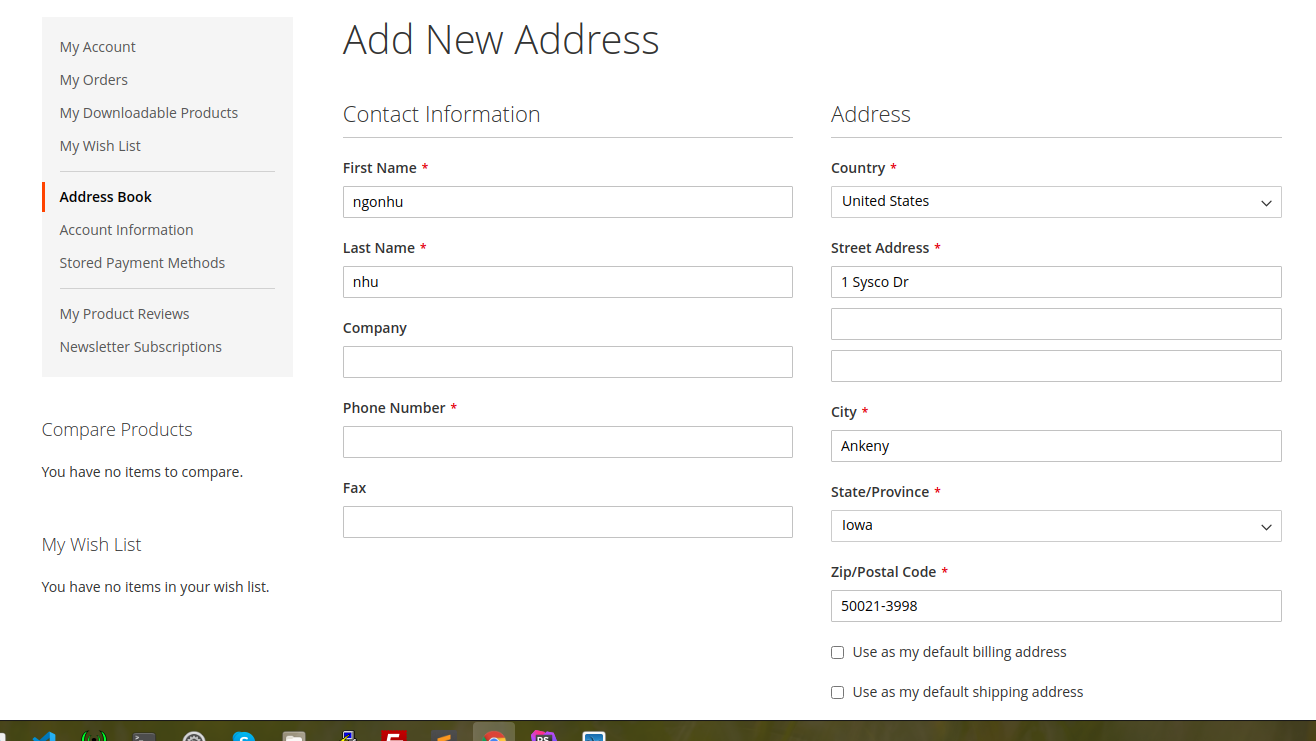 My Account
My Orders
My Downloadable Products
My Wish List
Address Book
Account Information
Stored Payment Methods
My Product Reviews
Newsletter Subscriptions
Compare Products
You have no items to compare.
My Wish List
You have no items in your wish list.
Add New Address
Contact Information
First Name *
ngonhu
Last Name *
nhu
Company
Phone Number *
Fax
Address
Country *
United States
Street Address *
1 Sysco Dr
City *
Ankeny
State/Province *
Iowa
Zip/Postal Code *
50021-3998
Use as my default billing address
Use as my default shipping address